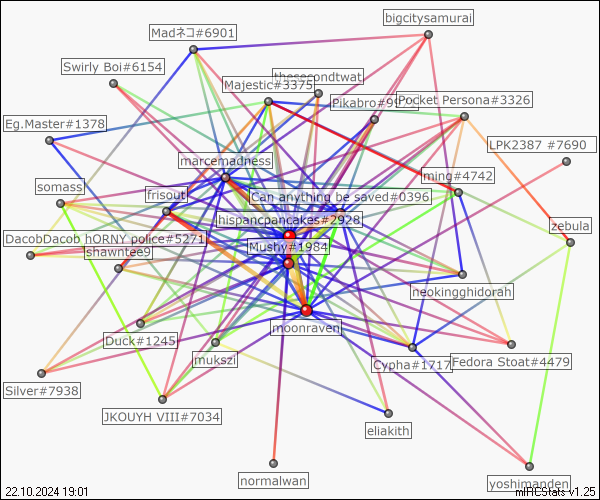 bigcitysamurai
Madネコ#6901
Swirly Boi#6154
thesecondtwat
Majestic#3375
Pikabro#99
Pocket Persona#3326
Eg.Master#1378
LPK2387 #7690
marcemadness
ming#4742
somass
frisout
Can anything be saved#0396
hispancpancakes#2928
zebula
DacobDacob hORNY police#5271
Mushy#1984
shawntee9
neokingghidorah
moonraven
Duck#1245
mukszi
Cypha#1717
Fedora Stoat#4479
Silver#7938
JKOUYH VIII#7034
eliakith
normalwan
yoshimanden
22.10.2024 19:01
mIRCStats v1.25